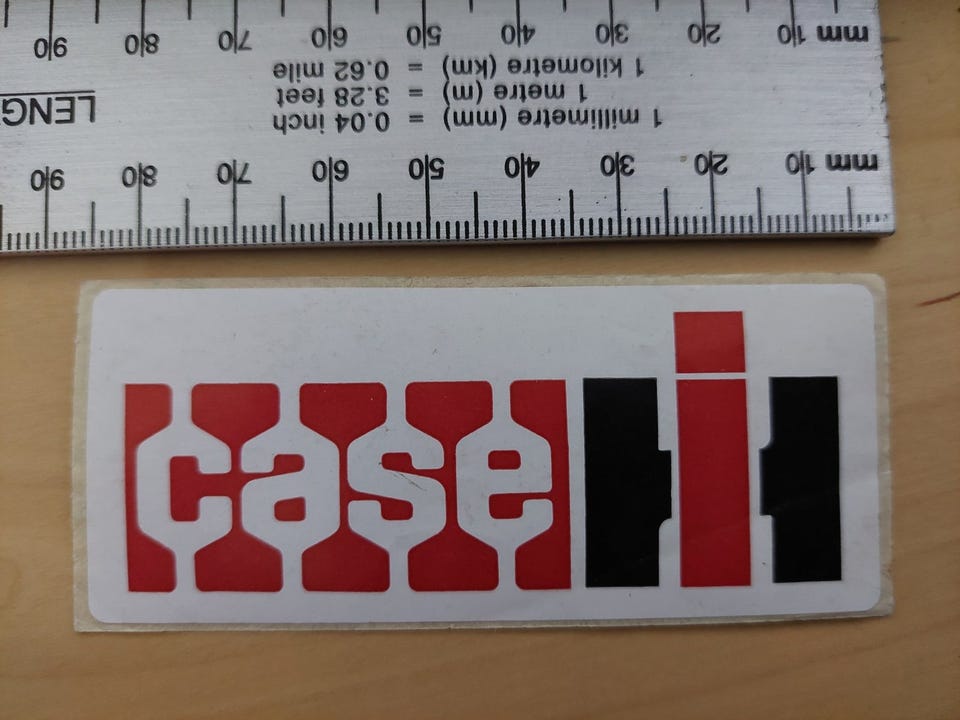 mm 10 20 30 40 50 60 70 80 90
1 millimetre (mm) = 0.04 inch
1 metre (m) = 3.28 feet
1 kilometre (km) = 0.62 mile
LENG
mm 10 20 30 40 50 60 70 80 90
case IH